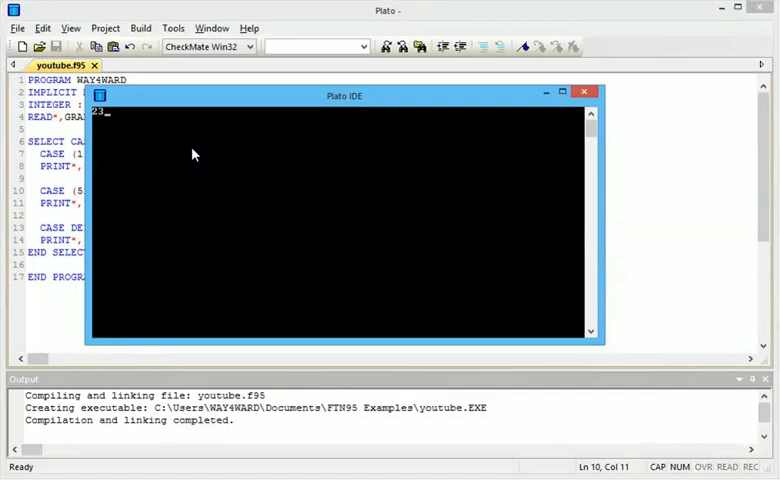 Plato -
File Edit View Project Build Tools Window Help
CheckMate Win32
youtube.f95
1 PROGRAM WAY4WARD
2 IMPLICIT
3 INTEGER :
4 READ*,GRA
5
6 SELECT CA
7 CASE (1
8 PRINT*,
9
10 CASE (5
11 PRINT*,
12
13 CASE DE
14 PRINT*,
15 END SELEC
16
17 END PROGRA
Plato IDE
23_
Output
Compiling and linking file: youtube.f95
Creating executable: C:\Users\WAY4WARD\Documents\FTN95 Examples\youtube.EXE
Compilation and linking completed.
Ready Ln 10, Col 11 CAP NUM OVR READ REC